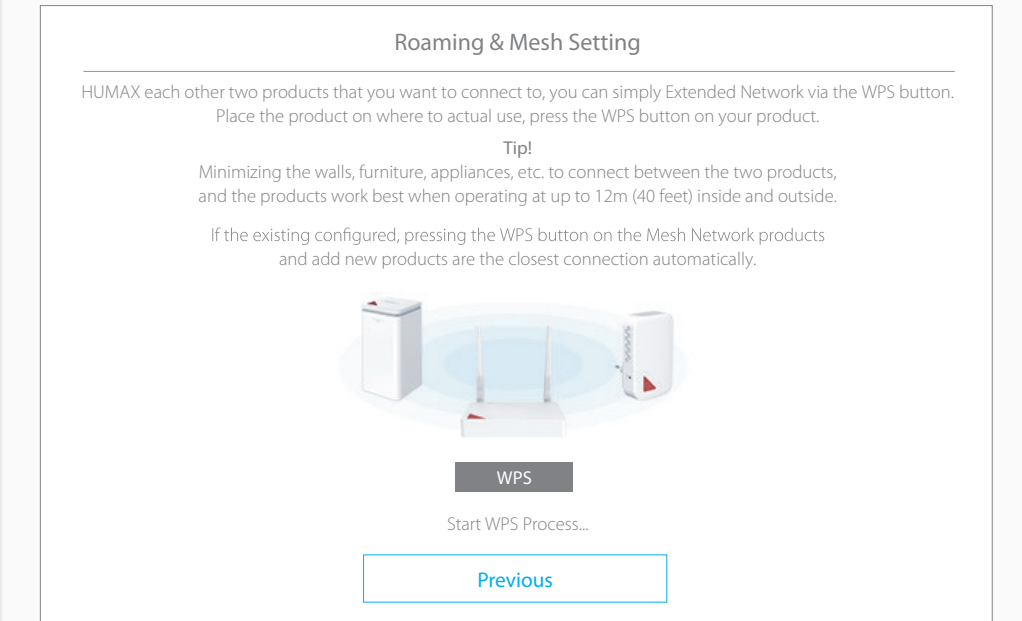 Roaming & Mesh Setting
HUMAX each other two products that you want to connect to, you can simply Extended Network via the WPS button.
Place the product on where to actual use, press the WPS button on your product.
Tip!
Minimizing the walls, furniture, appliances, etc. to connect between the two products,
and the products work best when operating at up to 12m (40 feet) inside and outside.
If the existing configured, pressing the WPS button on the Mesh Network products
and add new products are the closest connection automatically.
WPS
Start WPS Process...
Previous